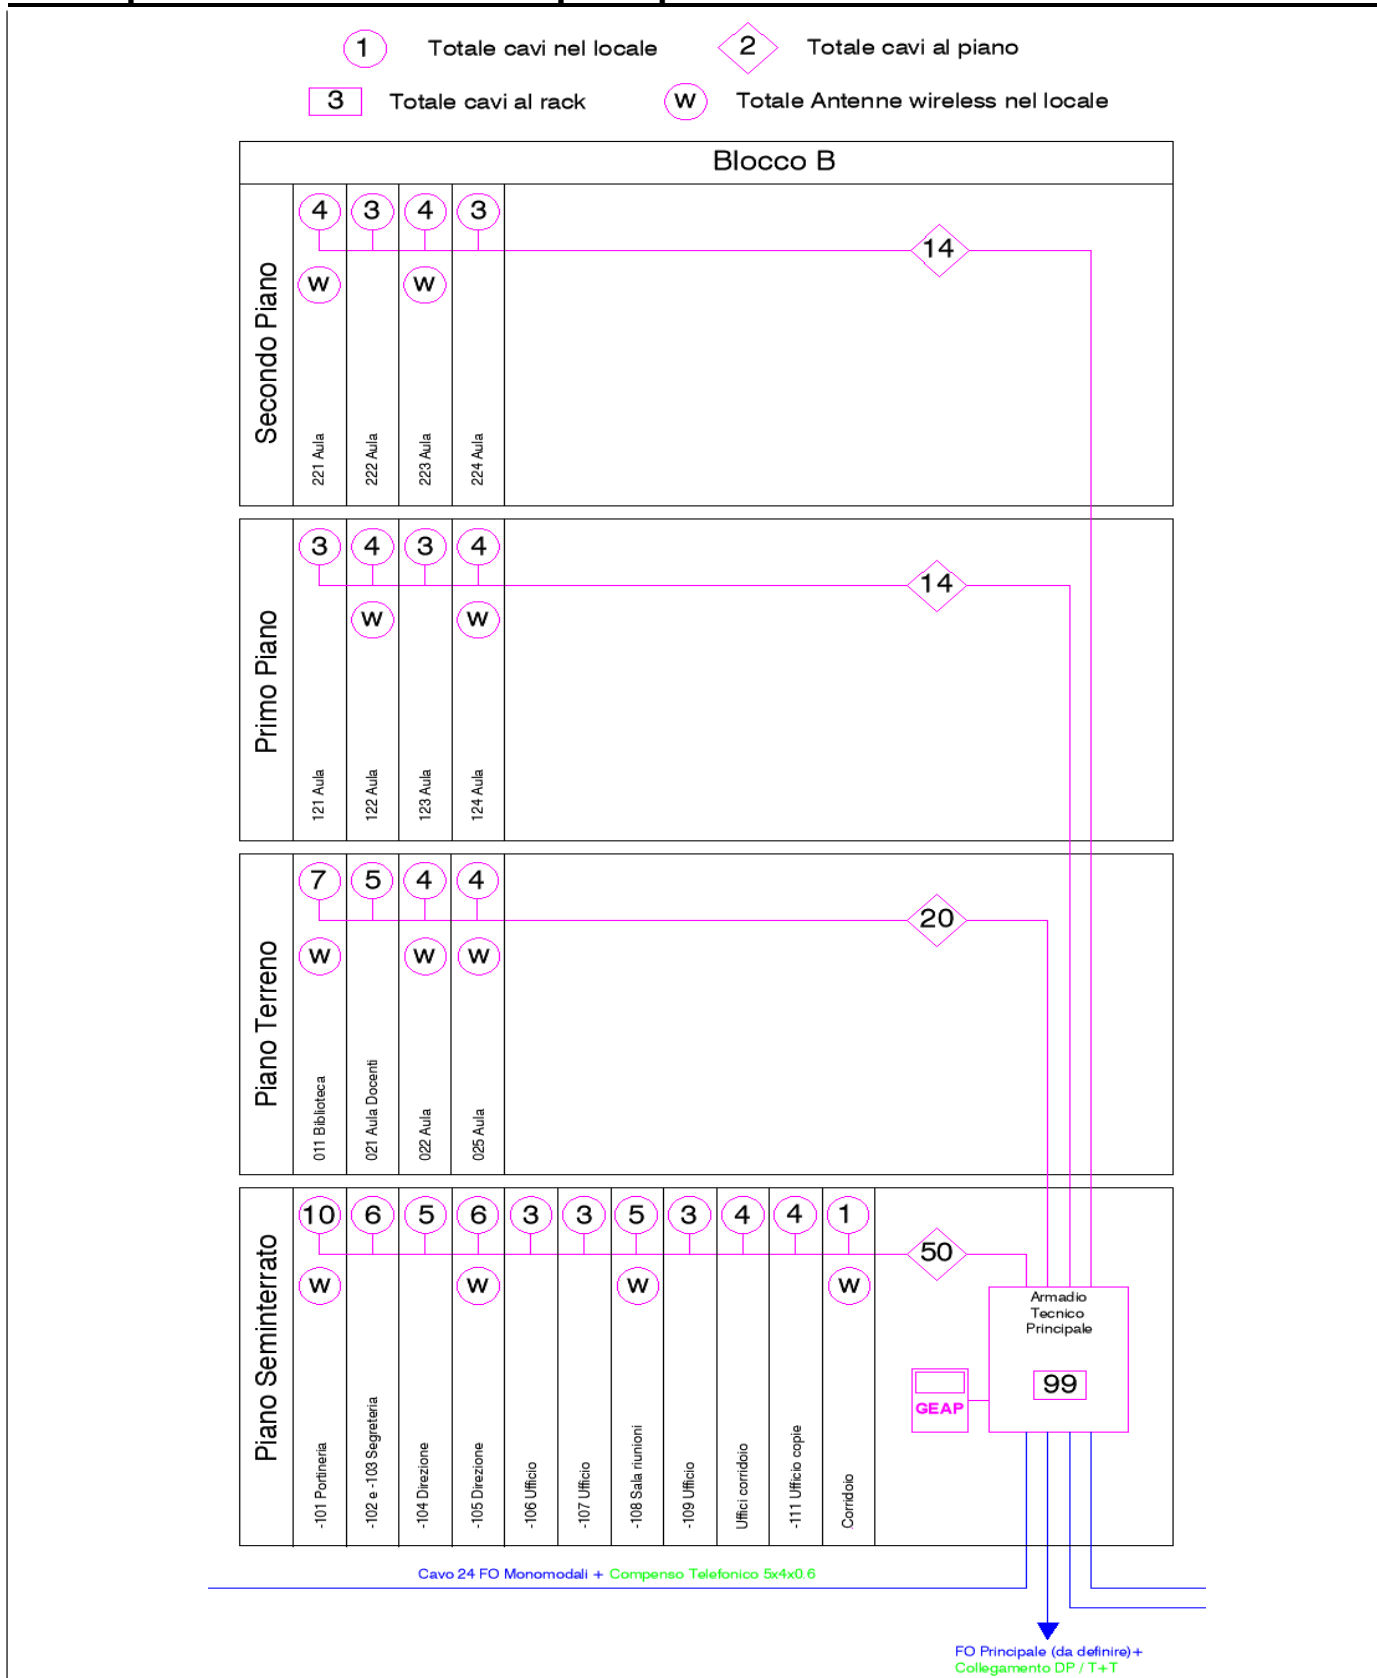 1 Totale cavi nel locale 2 Totale cavi al piano
3 Totale cavi al rack W Totale Antenne wireless nel locale
Blocco B
Secondo Piano
4 3 4 3
14
W W
221 Aula
222 Aula
223 Aula
224 Aula
Primo Piano
3 4 3 4
14
W W
121 Aula
122 Aula
123 Aula
124 Aula
Piano Terreno
7 5 4 4
20
W W W
011 Biblioteca
021 Aula Docenti
022 Aula
025 Aula
Piano Seminterrato
10 6 5 6 3 3 5 3 4 4 1
50
W W W W
-101 Portineria
-102 e -103 Segreteria
-104 Direzione
-105 Direzione
-106 Ufficio
-107 Ufficio
-108 Sala riunioni
-109 Ufficio
Uffici corridoio
-111 Ufficio copie
Corridoio
Armadio
Tecnico
Principale
99
GEAP
Cavo 24 FO Monomodali + Compenso Telefonico 5x4x0.6
FO Principale (da definire)+
Collegamento DP / T+T